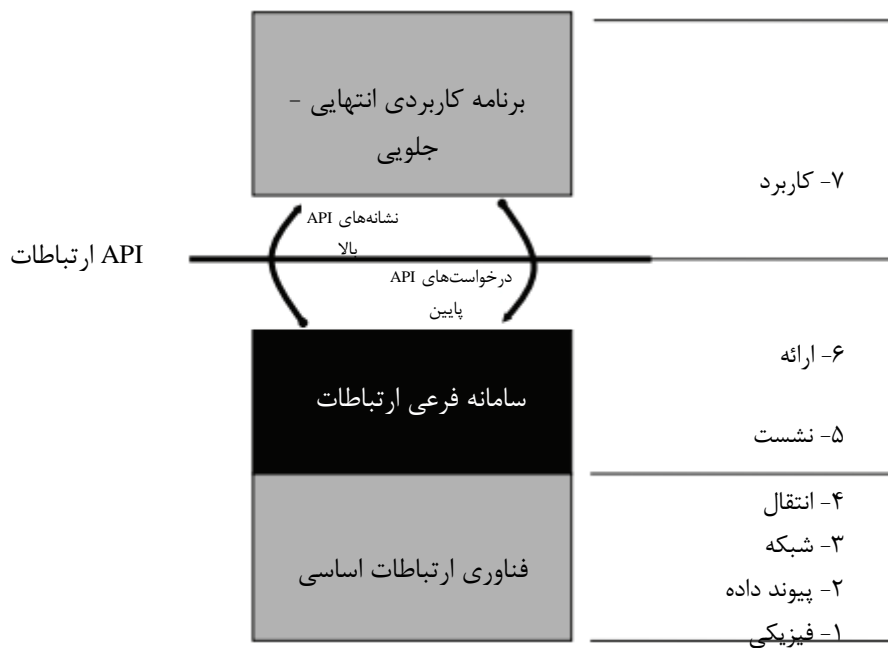 برنامه کاربردی انتهایی -
جلویی
۷- کاربرد
نشانه‌های API
بالا
API ارتباطات
درخواست‌های API
پایین
۶- ارائه
سامانه فرعی ارتباطات
۵- نشست
۴- انتقال
۳- شبکه
فناوری ارتباطات اساسی
۲- پیوند داده
۱- فیزیکی